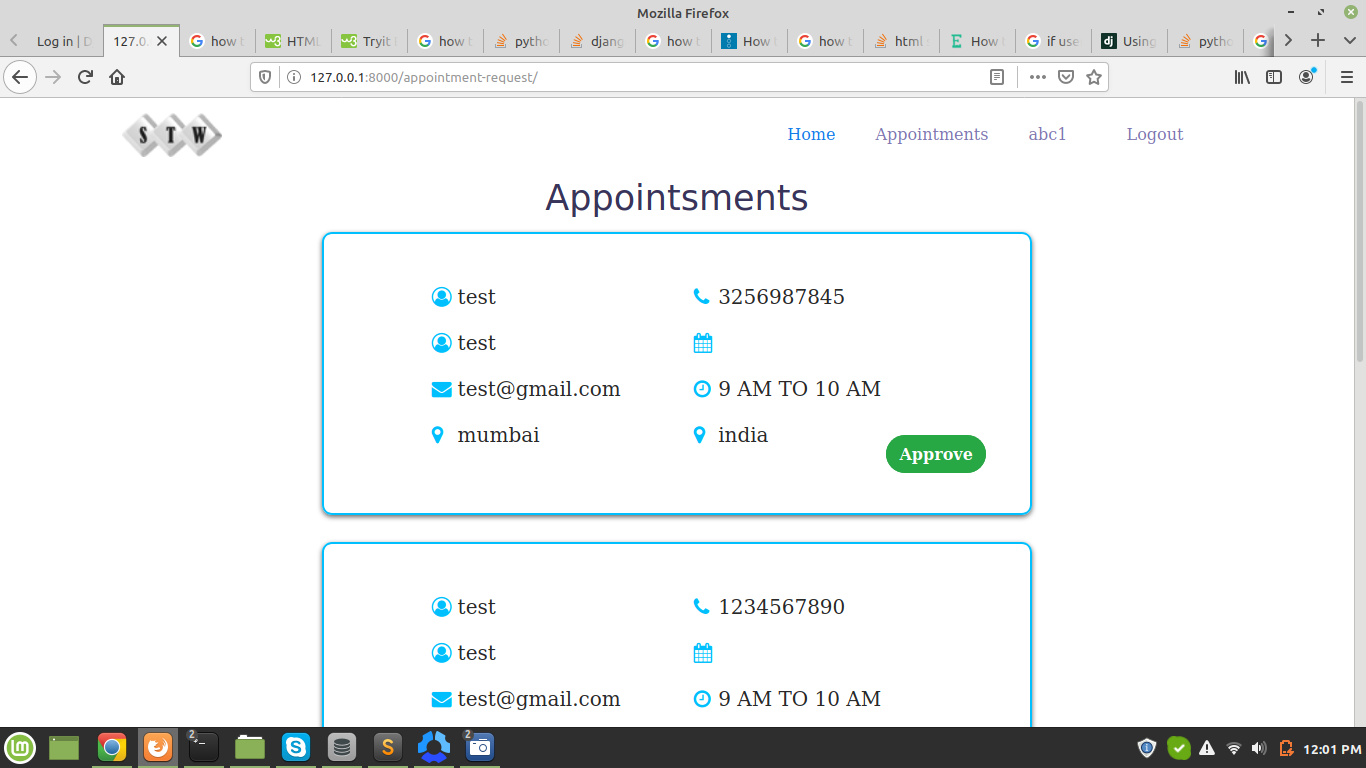 Mozilla Firefox
Log in | D
127.0.
how t
HTML
Tryit
how t
pytho
djang
how t
How
how t
html
How
if use
Using
pytho
127.0.0.1:8000/appointment-request/
STW
Home
Appointments
abc1
Logout
Appointsments
test
3256987845
test
test@gmail.com
9 AM TO 10 AM
mumbai
india
Approve
test
1234567890
test
test@gmail.com
9 AM TO 10 AM
2
2
12:01 PM